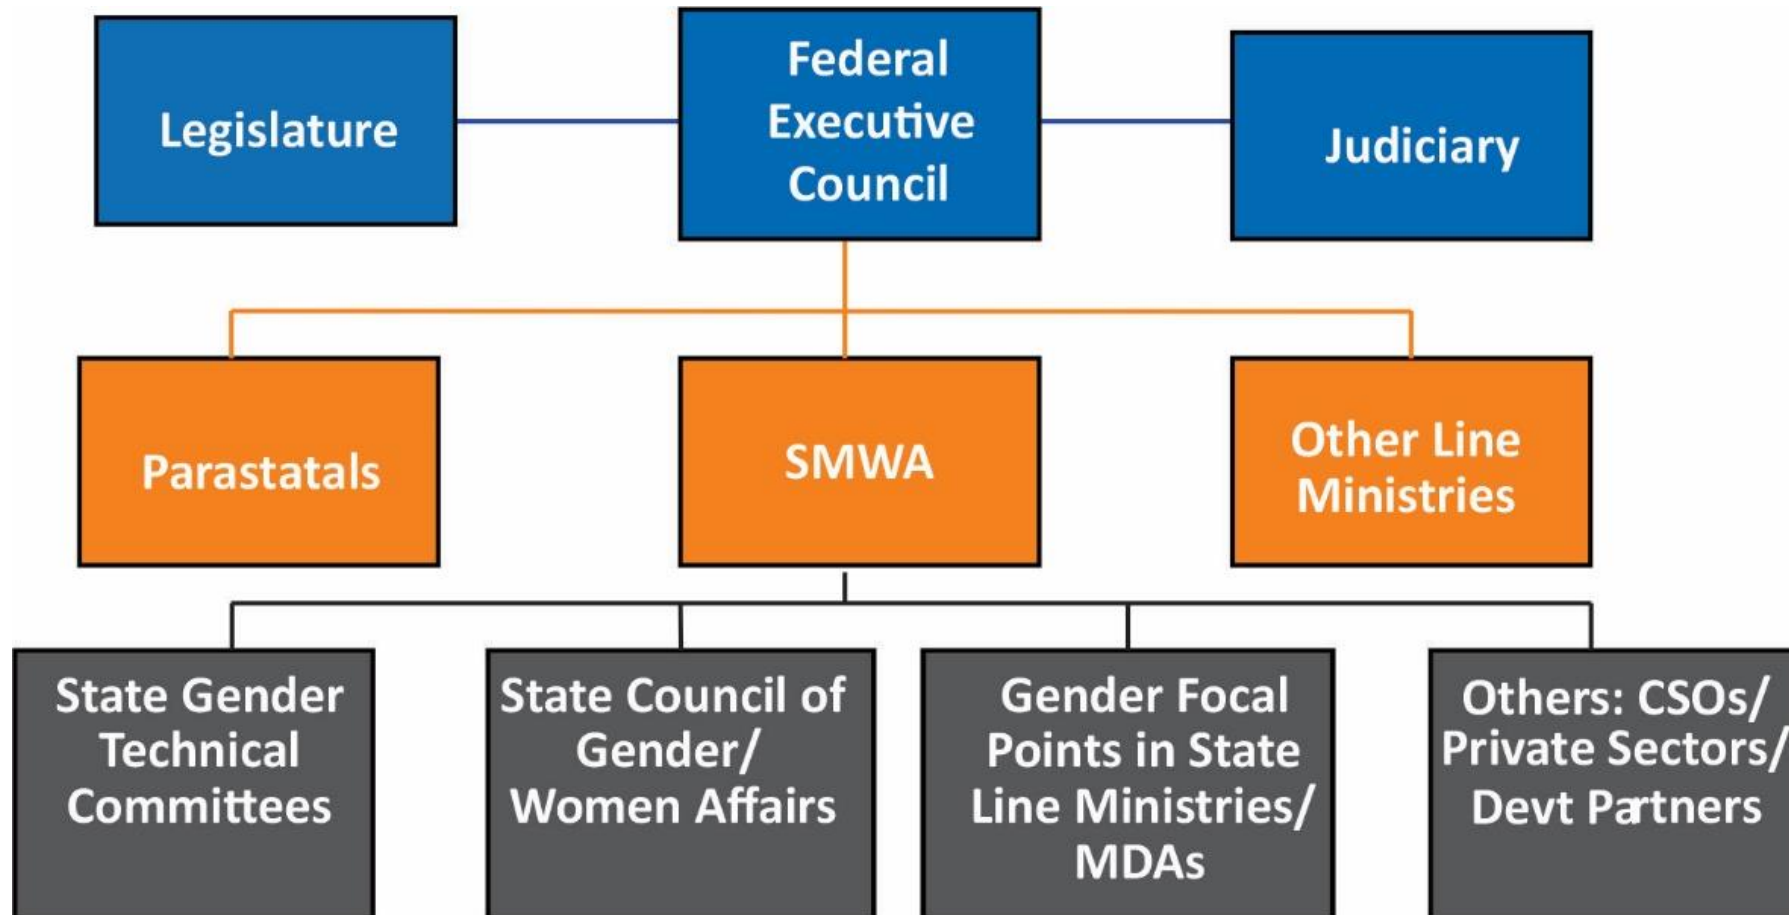 Legislature
Federal
Executive
Council
Judiciary
Parastatals
SMWA
Other Line
Ministries
State Gender
Technical
Committees
State Council of
Gender/
Women Affairs
Gender Focal
Points in State
Line Ministries/
MDAs
Others: CSOs/
Private Sectors/
Devt Partners